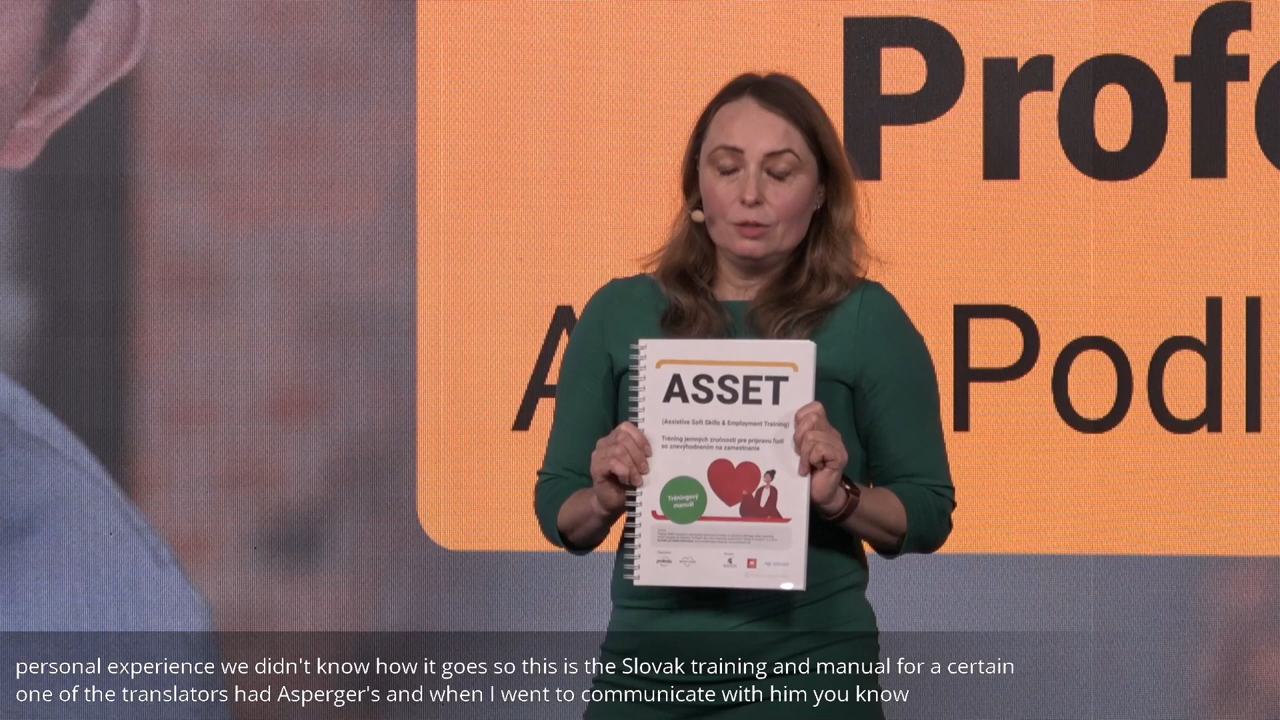 Profe
A Podl
ASSET
(Assistive Soft Skills & Employment Training)
Tréning jemných zručností pre prípravu ľudí
so znevýhodnením na zamestnanie
Tréningový
manuál
personal experience we didn't know how it goes so this is the Slovak training and manual for a certain
one of the translators had Asperger's and when I went to communicate with him you know